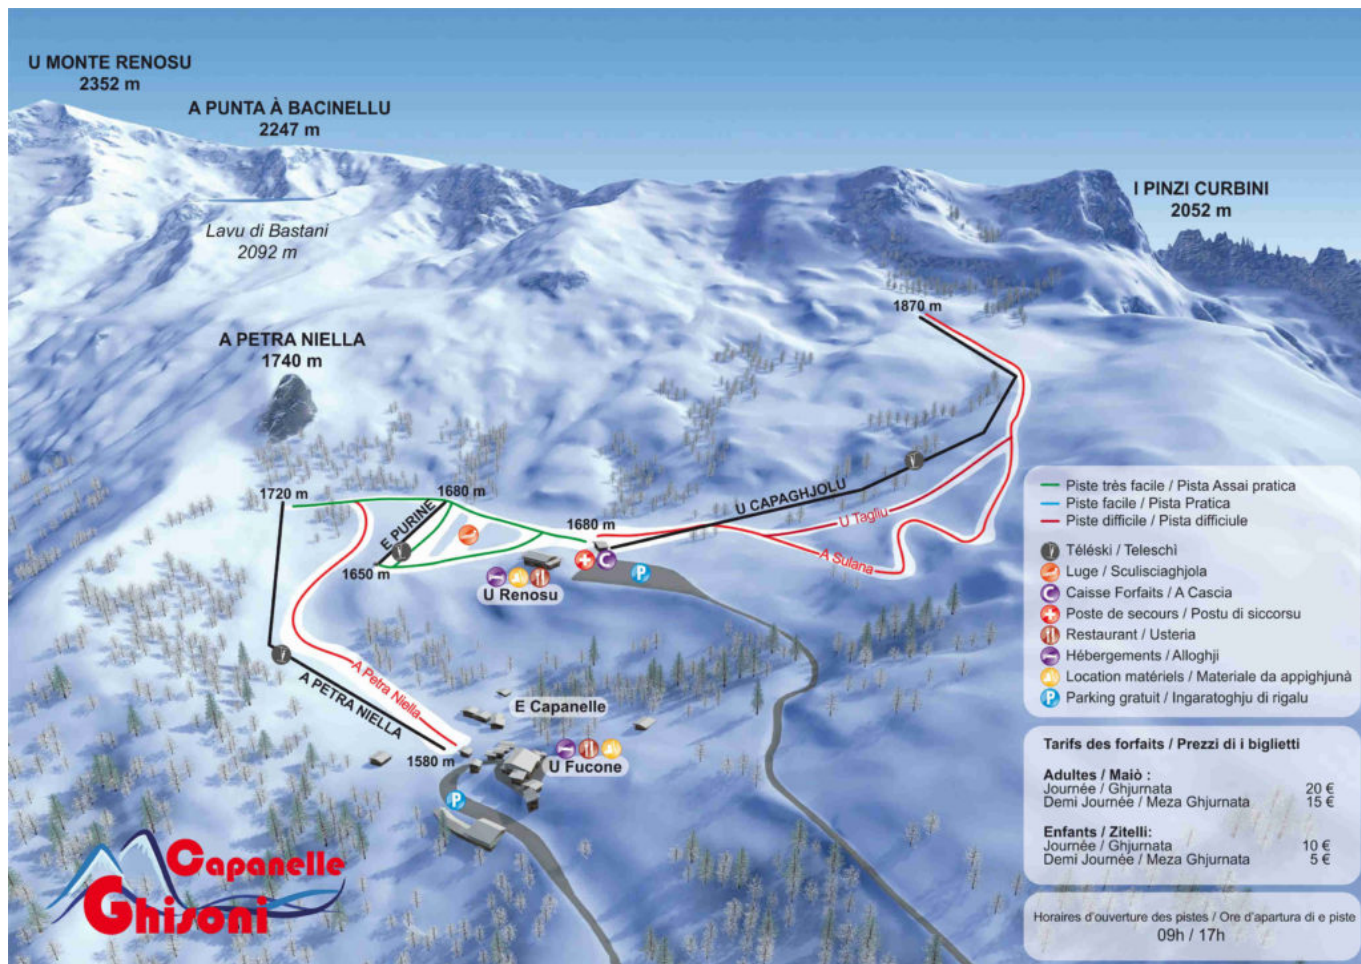 U MONTE RENOSU
2352 m
A PUNTA À BACINELLU
2247 m
Lavu di Bastani
2092 m
I PINZI CURBINI
2052 m
1870 m
A PETRA NIELLA
1740 m
1720 m
1680 m
E PURINE
1650 m
1680 m
U CAPAGHJOLU
U Tagliu
A Sulana
P
U Renosu
A Petra Niella
A PETRA NIELLA
E Capanelle
1580 m
U Fucone
P
Capanelle
Ghisoni
Piste très facile / Pista Assai pratica
Piste facile / Pista Pratica
Piste difficile / Pista difficiule
Téléski / Teleschì
Luge / Sculisciaghjola
Caisse Forfaits / A Cascia
Poste de secours / Postu di siccorsu
Restaurant / Usteria
Hébergements / Alloghji
Location matériels / Materiale da appighjunà
P Parking gratuit / Ingaratoghju di rigalu
Tarifs des forfaits / Prezzi di i biglietti
Adultes / Maiò :
Journée / Ghjurnata 20 €
Demi Journée / Meza Ghjurnata 15 €
Enfants / Zitelli:
Journée / Ghjurnata 10 €
Demi Journée / Meza Ghjurnata 5 €
Horaires d'ouverture des pistes / Ore d'apartura di e piste
09h / 17h